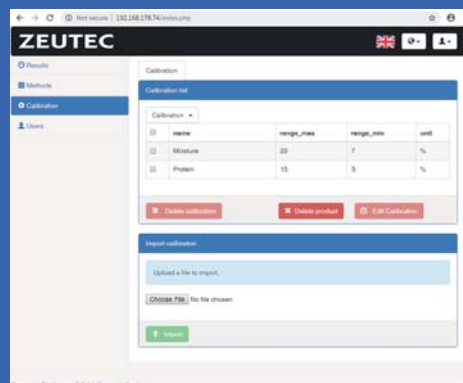 Not secure | 192.168.178.74/index.php
ZEUTEC
Results
Methods
Calibration
Users
Calibration
Calibration list
Calibration
name range_max range_min unit
Moisture 22 7 %
Protein 15 3 %
Delete calibration Delete product Edit Calibration
Import calibration
Upload a file to import.
Choose File No file chosen
Import